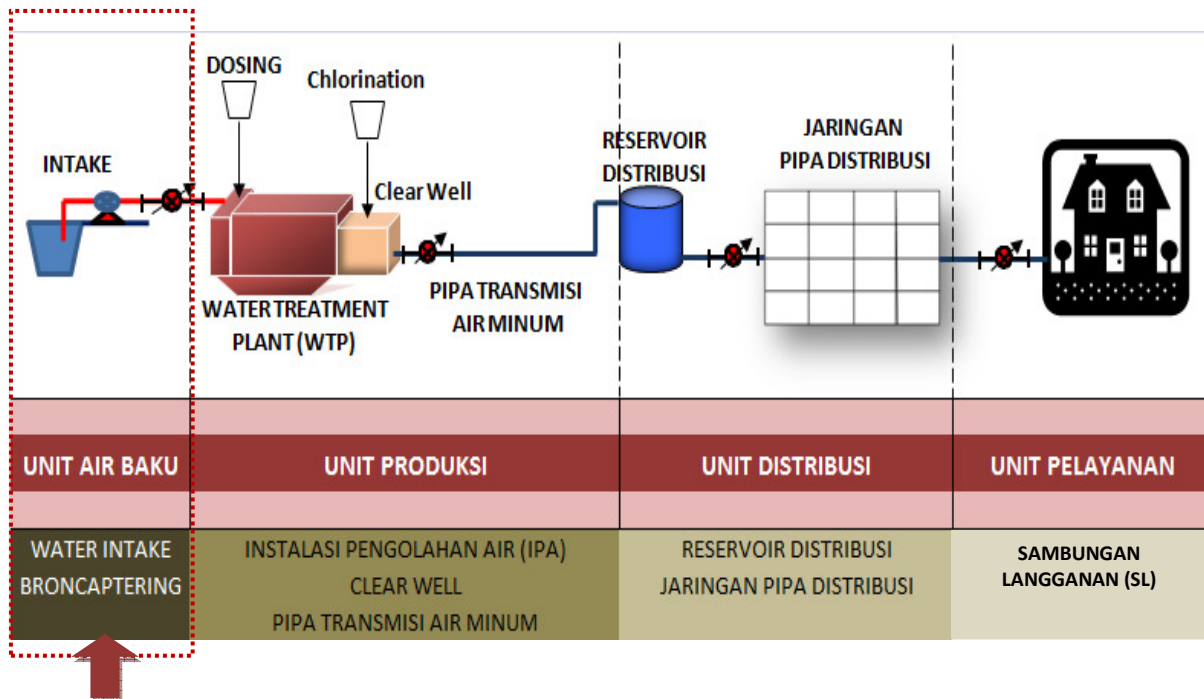 DOSING
Chlorination
INTAKE
Clear Well
WATER TREATMENT
PLANT (WTP)
PIPA TRANSMISI
AIR MINUM
RESERVOIR
DISTRIBUSI
JARINGAN
PIPA DISTRIBUSI
UNIT AIR BAKU
UNIT PRODUKSI
UNIT DISTRIBUSI
UNIT PELAYANAN
WATER INTAKE
BRONCAPTERING
INSTALASI PENGOLAHAN AIR (IPA)
CLEAR WELL
PIPA TRANSMISI AIR MINUM
RESERVOIR DISTRIBUSI
JARINGAN PIPA DISTRIBUSI
SAMBUNGAN
LANGGANAN (SL)